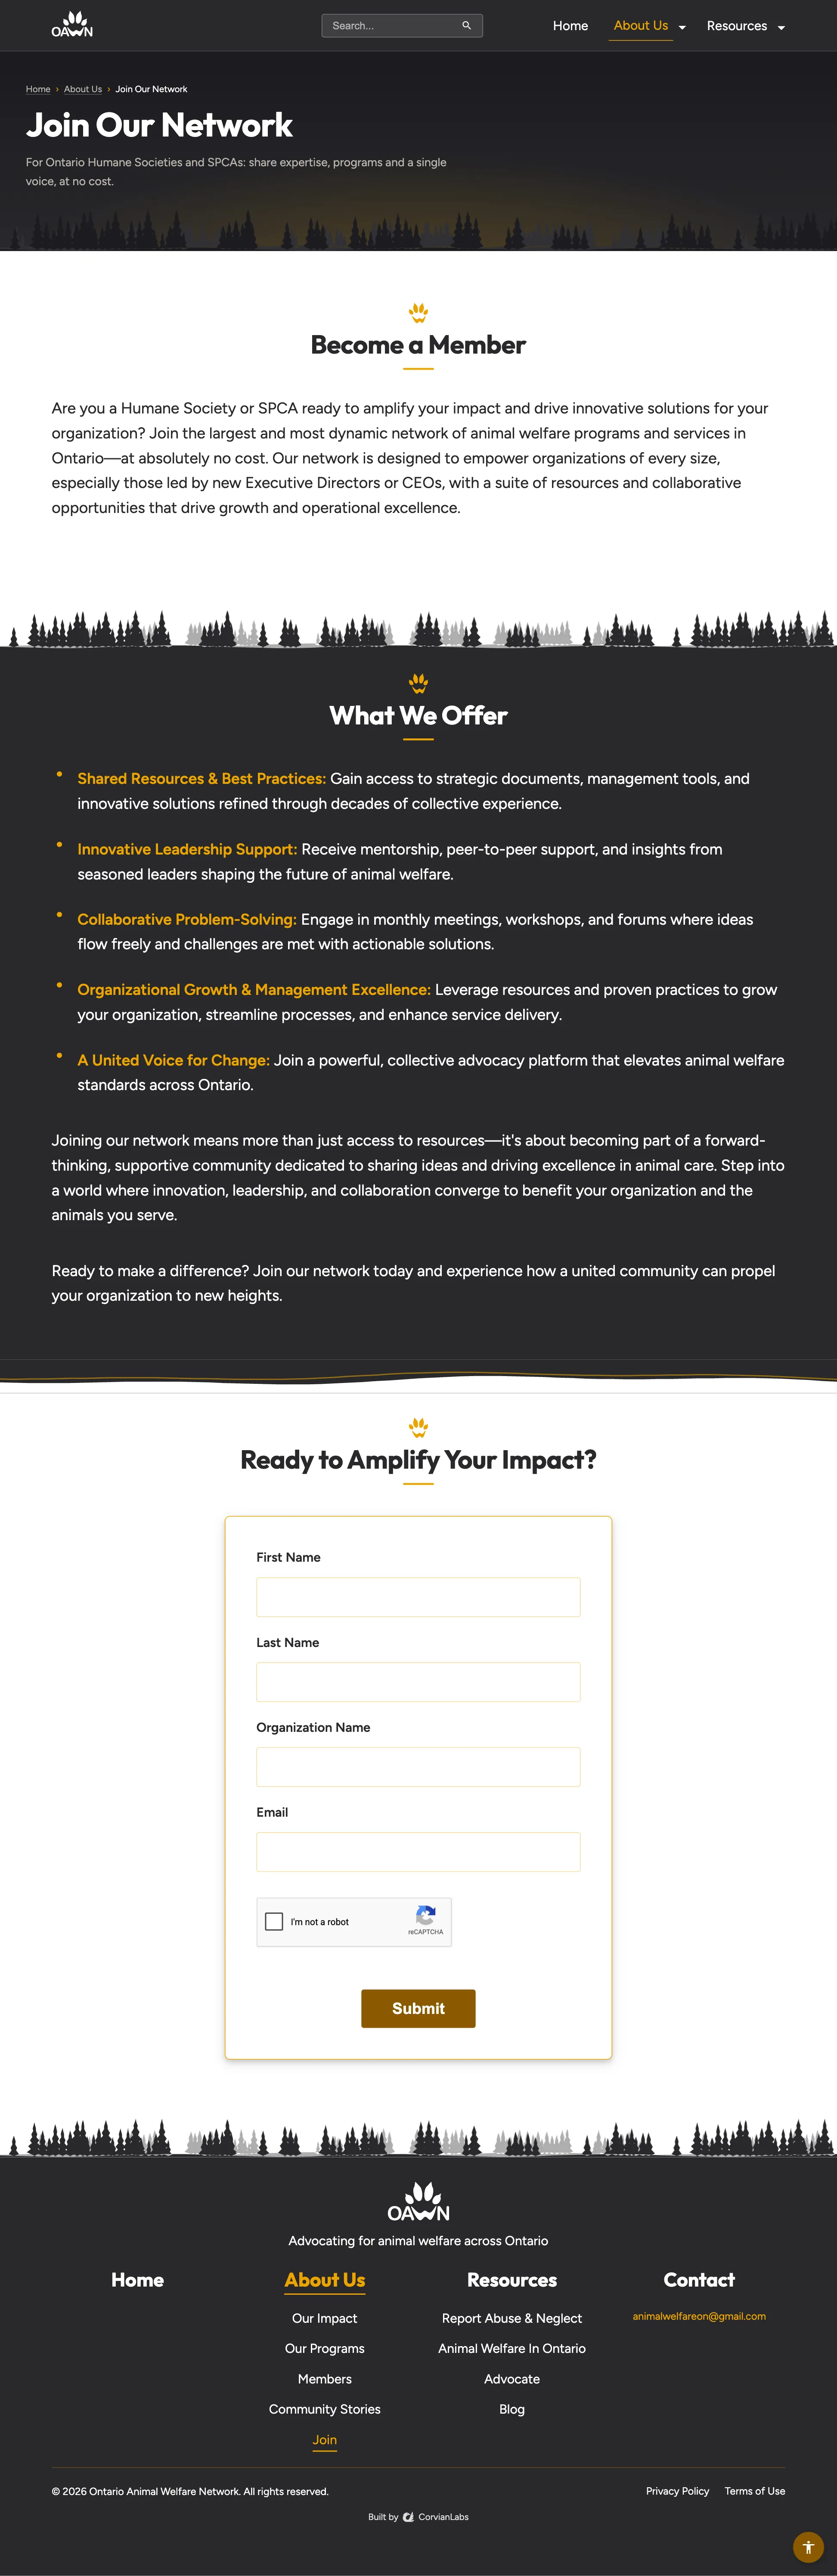 OAWN
Search...
Home
About Us
Resources
Home › About Us › Join Our Network
Join Our Network
For Ontario Humane Societies and SPCAs: share expertise, programs and a single
voice, at no cost.
Become a Member
Are you a Humane Society or SPCA ready to amplify your impact and drive innovative solutions for your
organization? Join the largest and most dynamic network of animal welfare programs and services in
Ontario—at absolutely no cost. Our network is designed to empower organizations of every size,
especially those led by new Executive Directors or CEOs, with a suite of resources and collaborative
opportunities that drive growth and operational excellence.
What We Offer
• Shared Resources & Best Practices: Gain access to strategic documents, management tools, and
innovative solutions refined through decades of collective experience.
• Innovative Leadership Support: Receive mentorship, peer-to-peer support, and insights from
seasoned leaders shaping the future of animal welfare.
• Collaborative Problem-Solving: Engage in monthly meetings, workshops, and forums where ideas
flow freely and challenges are met with actionable solutions.
• Organizational Growth & Management Excellence: Leverage resources and proven practices to grow
your organization, streamline processes, and enhance service delivery.
• A United Voice for Change: Join a powerful, collective advocacy platform that elevates animal welfare
standards across Ontario.
Joining our network means more than just access to resources—it's about becoming part of a forward-
thinking, supportive community dedicated to sharing ideas and driving excellence in animal care. Step into
a world where innovation, leadership, and collaboration converge to benefit your organization and the
animals you serve.
Ready to make a difference? Join our network today and experience how a united community can propel
your organization to new heights.
Ready to Amplify Your Impact?
First Name
Last Name
Organization Name
Email
I'm not a robot
reCAPTCHA
Submit
OAWN
Advocating for animal welfare across Ontario
Home
About Us
Our Impact
Our Programs
Members
Community Stories
Join
Resources
Report Abuse & Neglect
Animal Welfare In Ontario
Advocate
Blog
Contact
animalwelfareon@gmail.com
© 2026 Ontario Animal Welfare Network. All rights reserved.
Privacy Policy
Terms of Use
Built by CorvianLabs